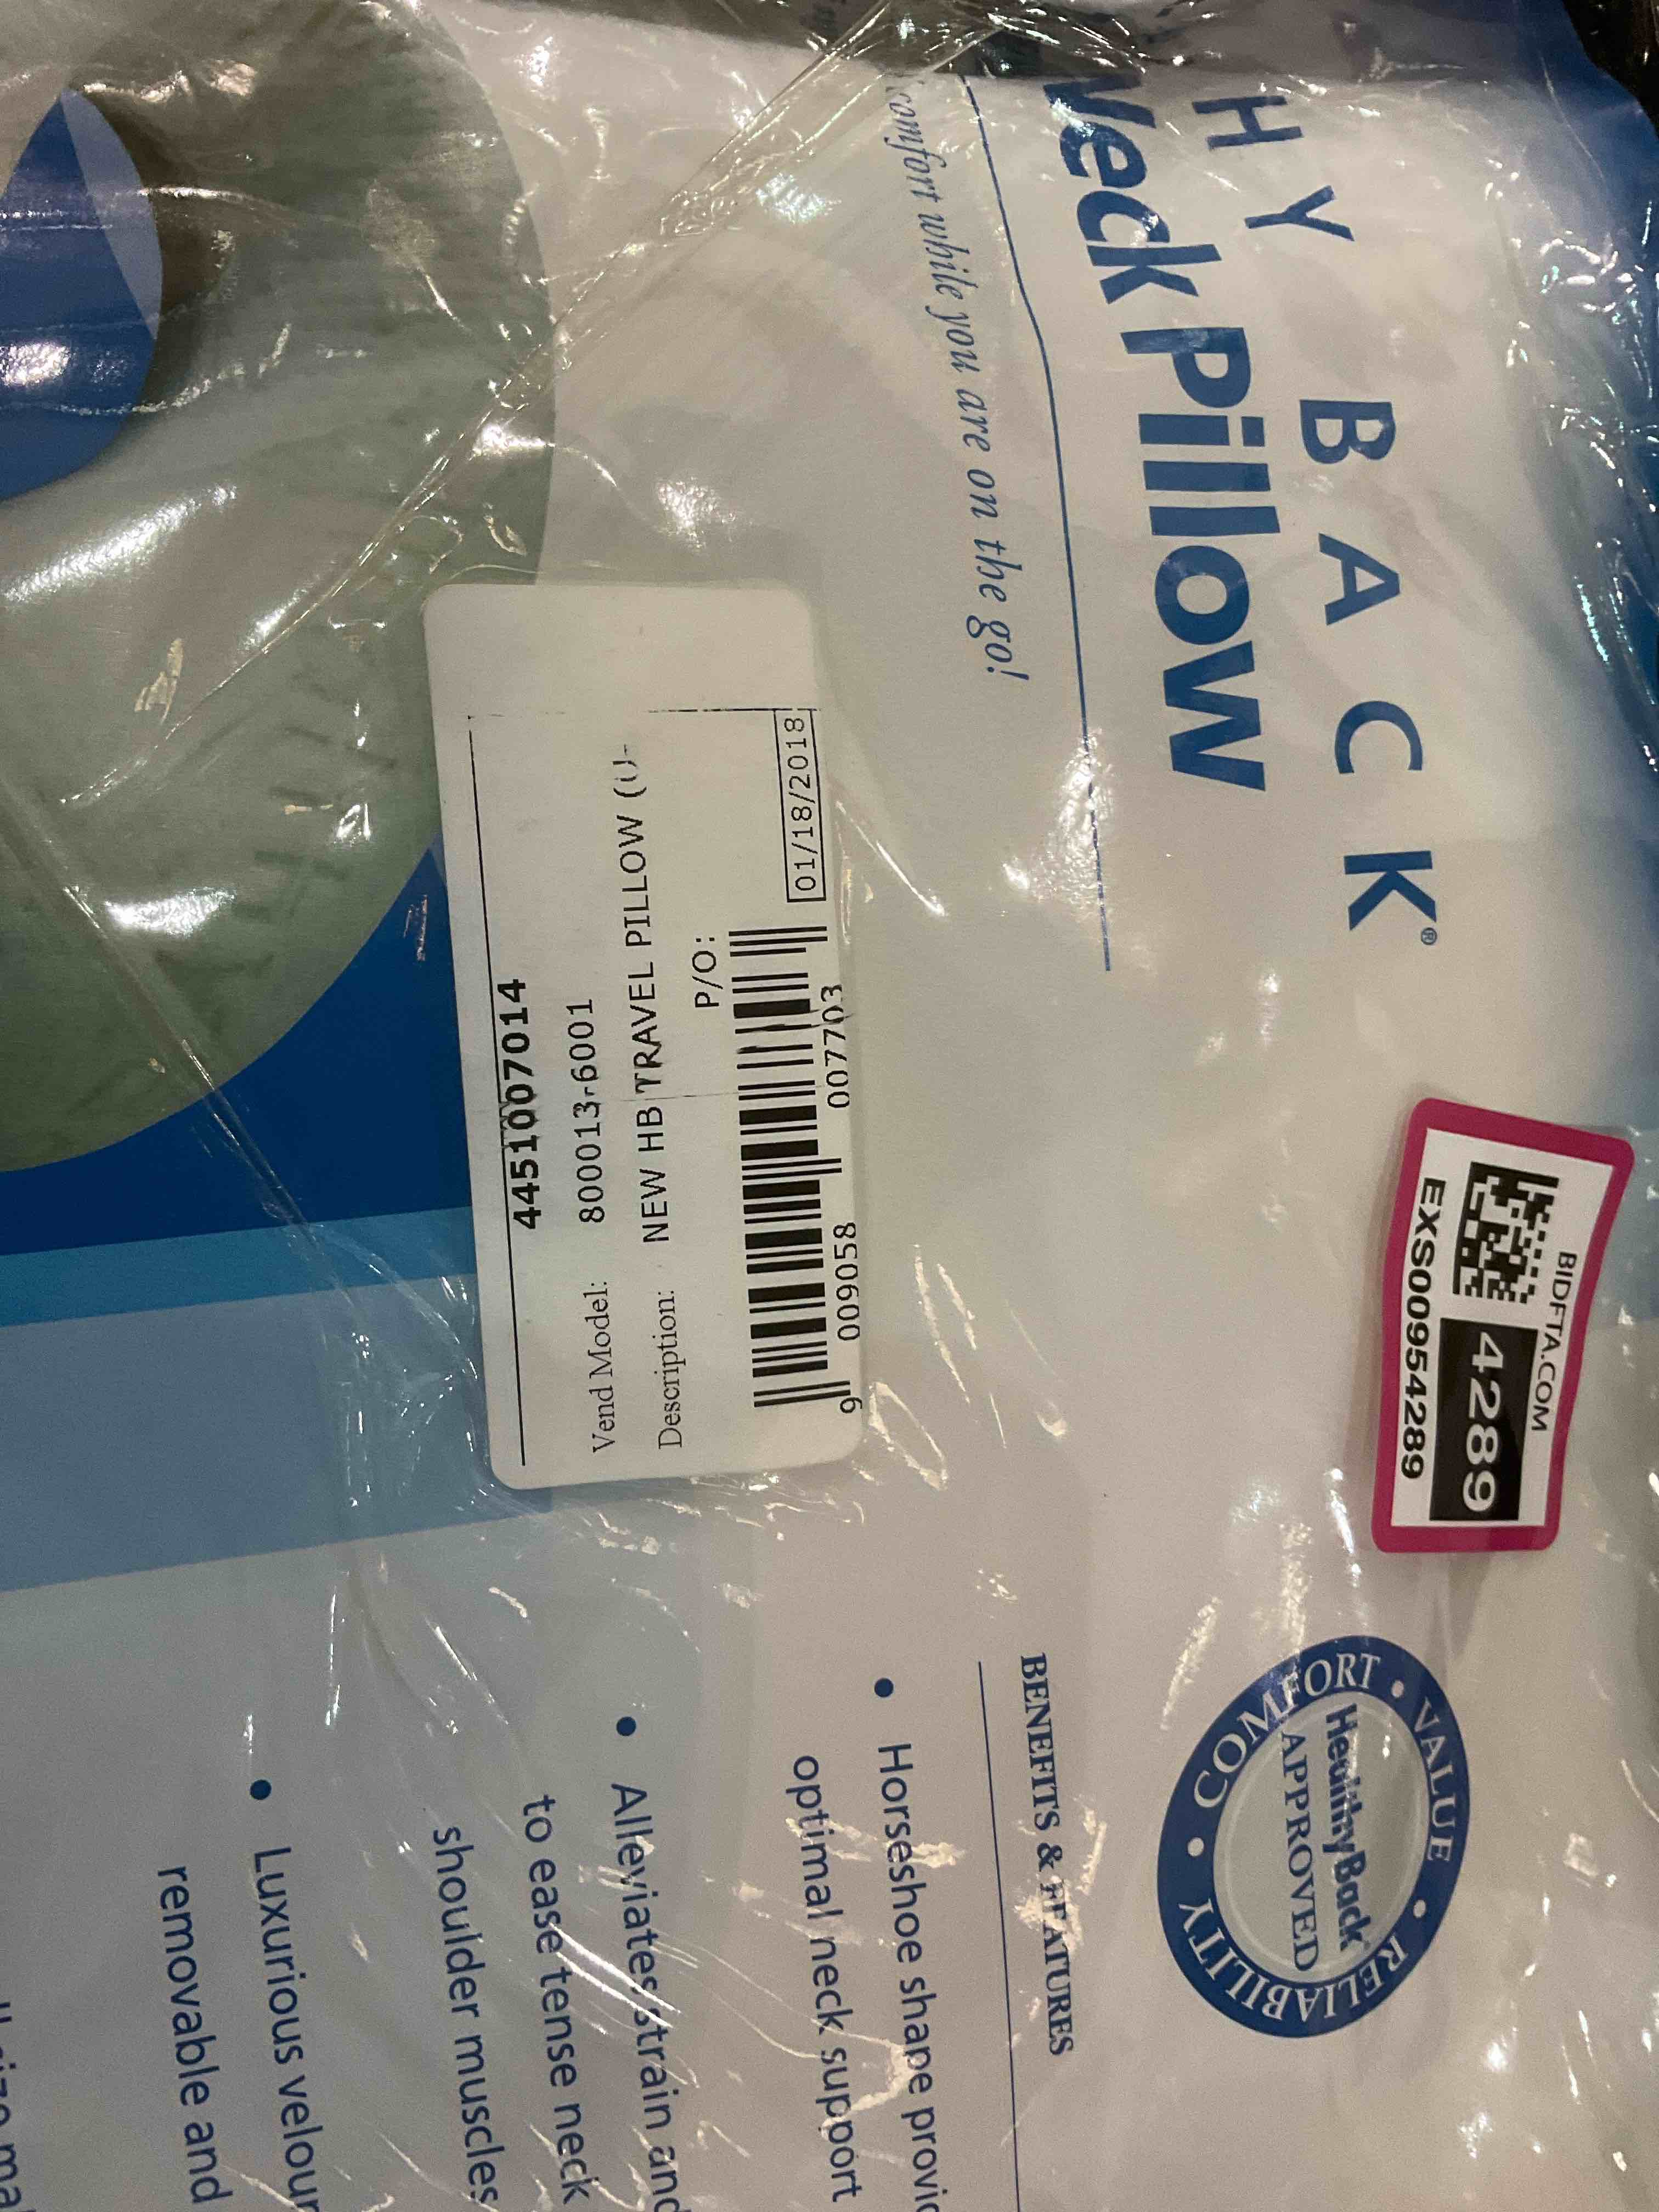 H Y  B A C K®
Neck Pillow
comfort while you are on the go!
4451007014
Vend Model: 800013-6001
Description: NEW HB TRAVEL PILLOW (U-
P/O:
01/18/2018
9 009058 007703
BIDFTA.COM
4289
EXS00954289
COMFORT • VALUE • RELIABILITY •
HealthyBack
APPROVED
BENEFITS & FEATURES
• Horseshoe shape provid
optimal neck support
• Alleviates strain and
to ease tense neck
shoulder muscles
• Luxurious velour
removable and